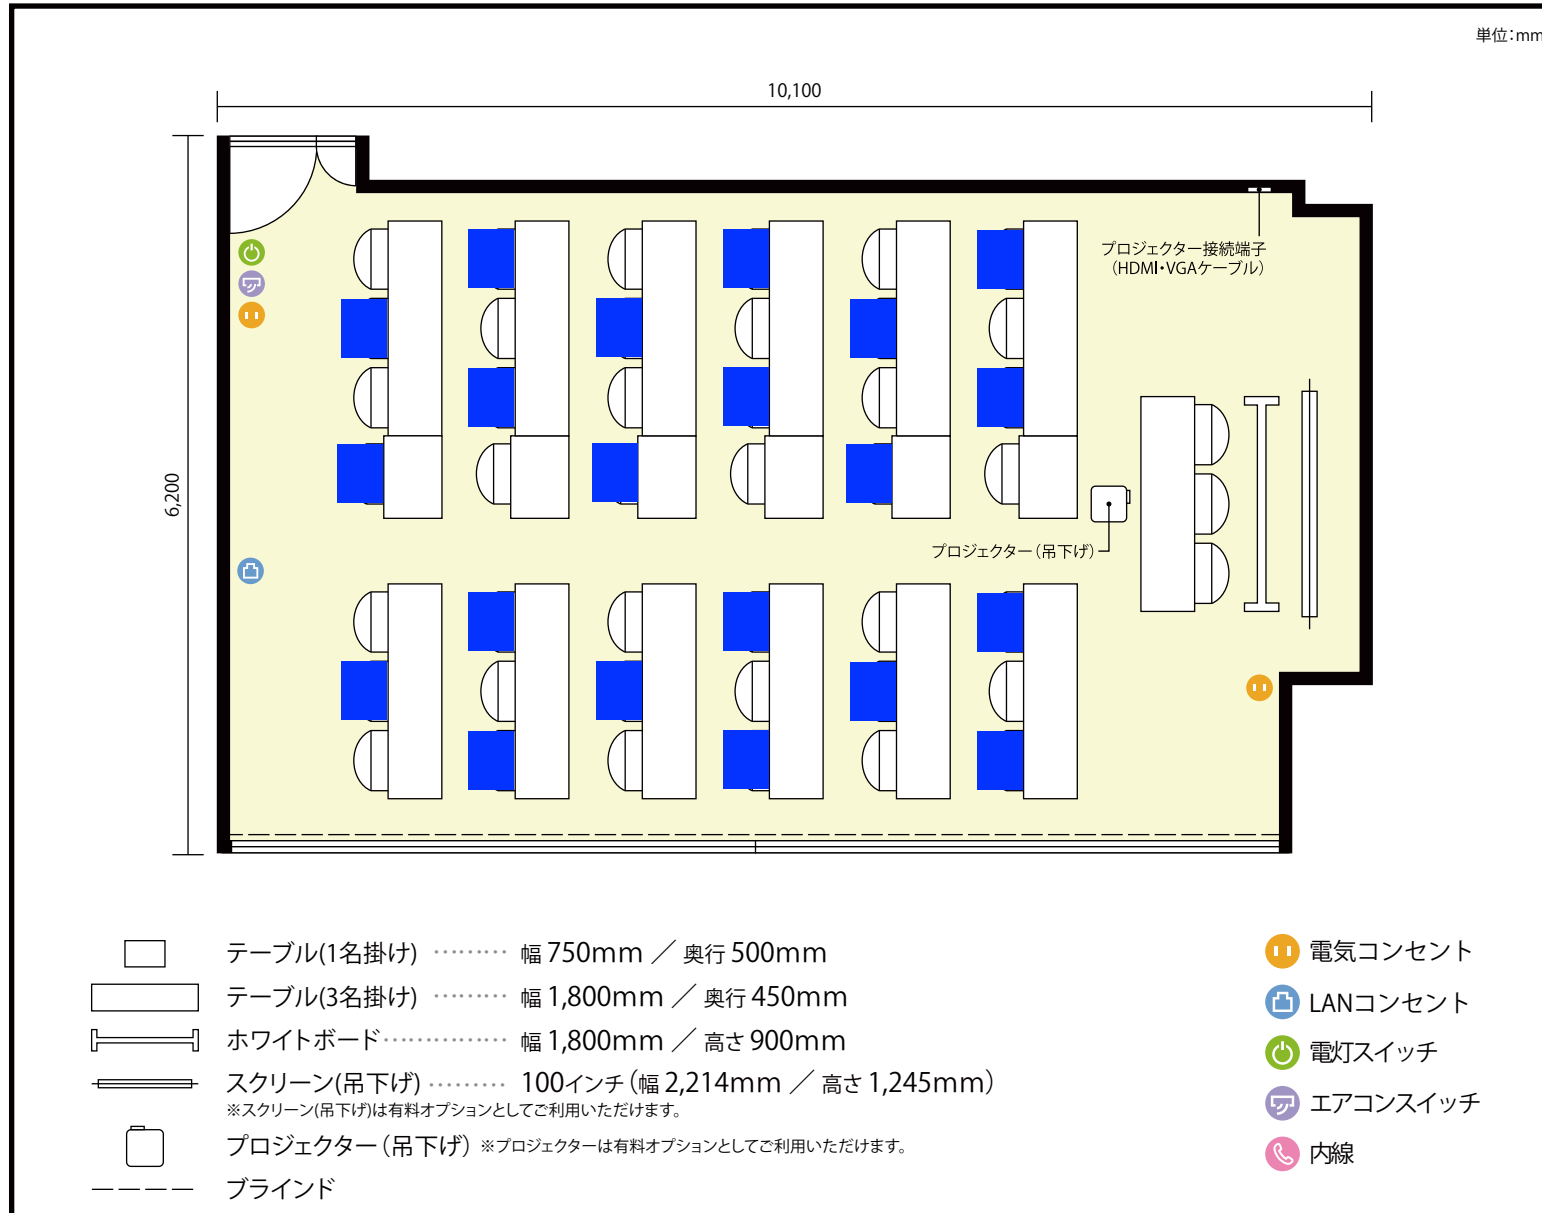 単位：mm
10,100
6,200
プロジェクター接続端子
（HDMI・VGAケーブル）
プロジェクター（吊下げ）
テーブル(1名掛け) ……… 幅 750mm ／ 奥行 500mm
テーブル(3名掛け) ……… 幅 1,800mm ／ 奥行 450mm
ホワイトボード…………… 幅 1,800mm ／ 高さ 900mm
スクリーン(吊下げ) ……… 100インチ（幅 2,214mm ／ 高さ 1,245mm）
※スクリーン(吊下げ)は有料オプションとしてご利用いただけます。
プロジェクター（吊下げ） ※プロジェクターは有料オプションとしてご利用いただけます。
ブラインド
電気コンセント
LANコンセント
電灯スイッチ
エアコンスイッチ
内線